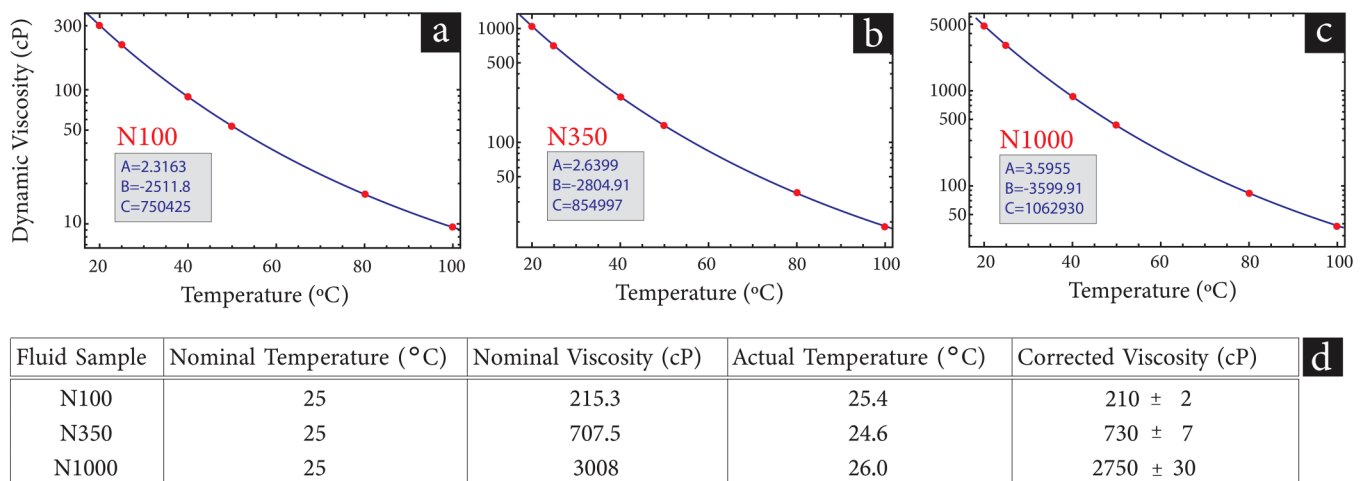 Dynamic Viscosity (cP)
300
100
50
10
20 40 60 80 100
Temperature (ºC)
a
N100
A=2.3163
B=-2511.8
C=750425
1000
500
100
50
20 40 60 80 100
Temperature (ºC)
b
N350
A=2.6399
B=-2804.91
C=854997
5000
1000
500
100
50
20 40 60 80 100
Temperature (ºC)
c
N1000
A=3.5955
B=-3599.91
C=1062930
d
Fluid Sample Nominal Temperature (°C) Nominal Viscosity (cP) Actual Temperature (°C) Corrected Viscosity (cP)
N100 25 215.3 25.4 210 ± 2
N350 25 707.5 24.6 730 ± 7
N1000 25 3008 26.0 2750 ± 30